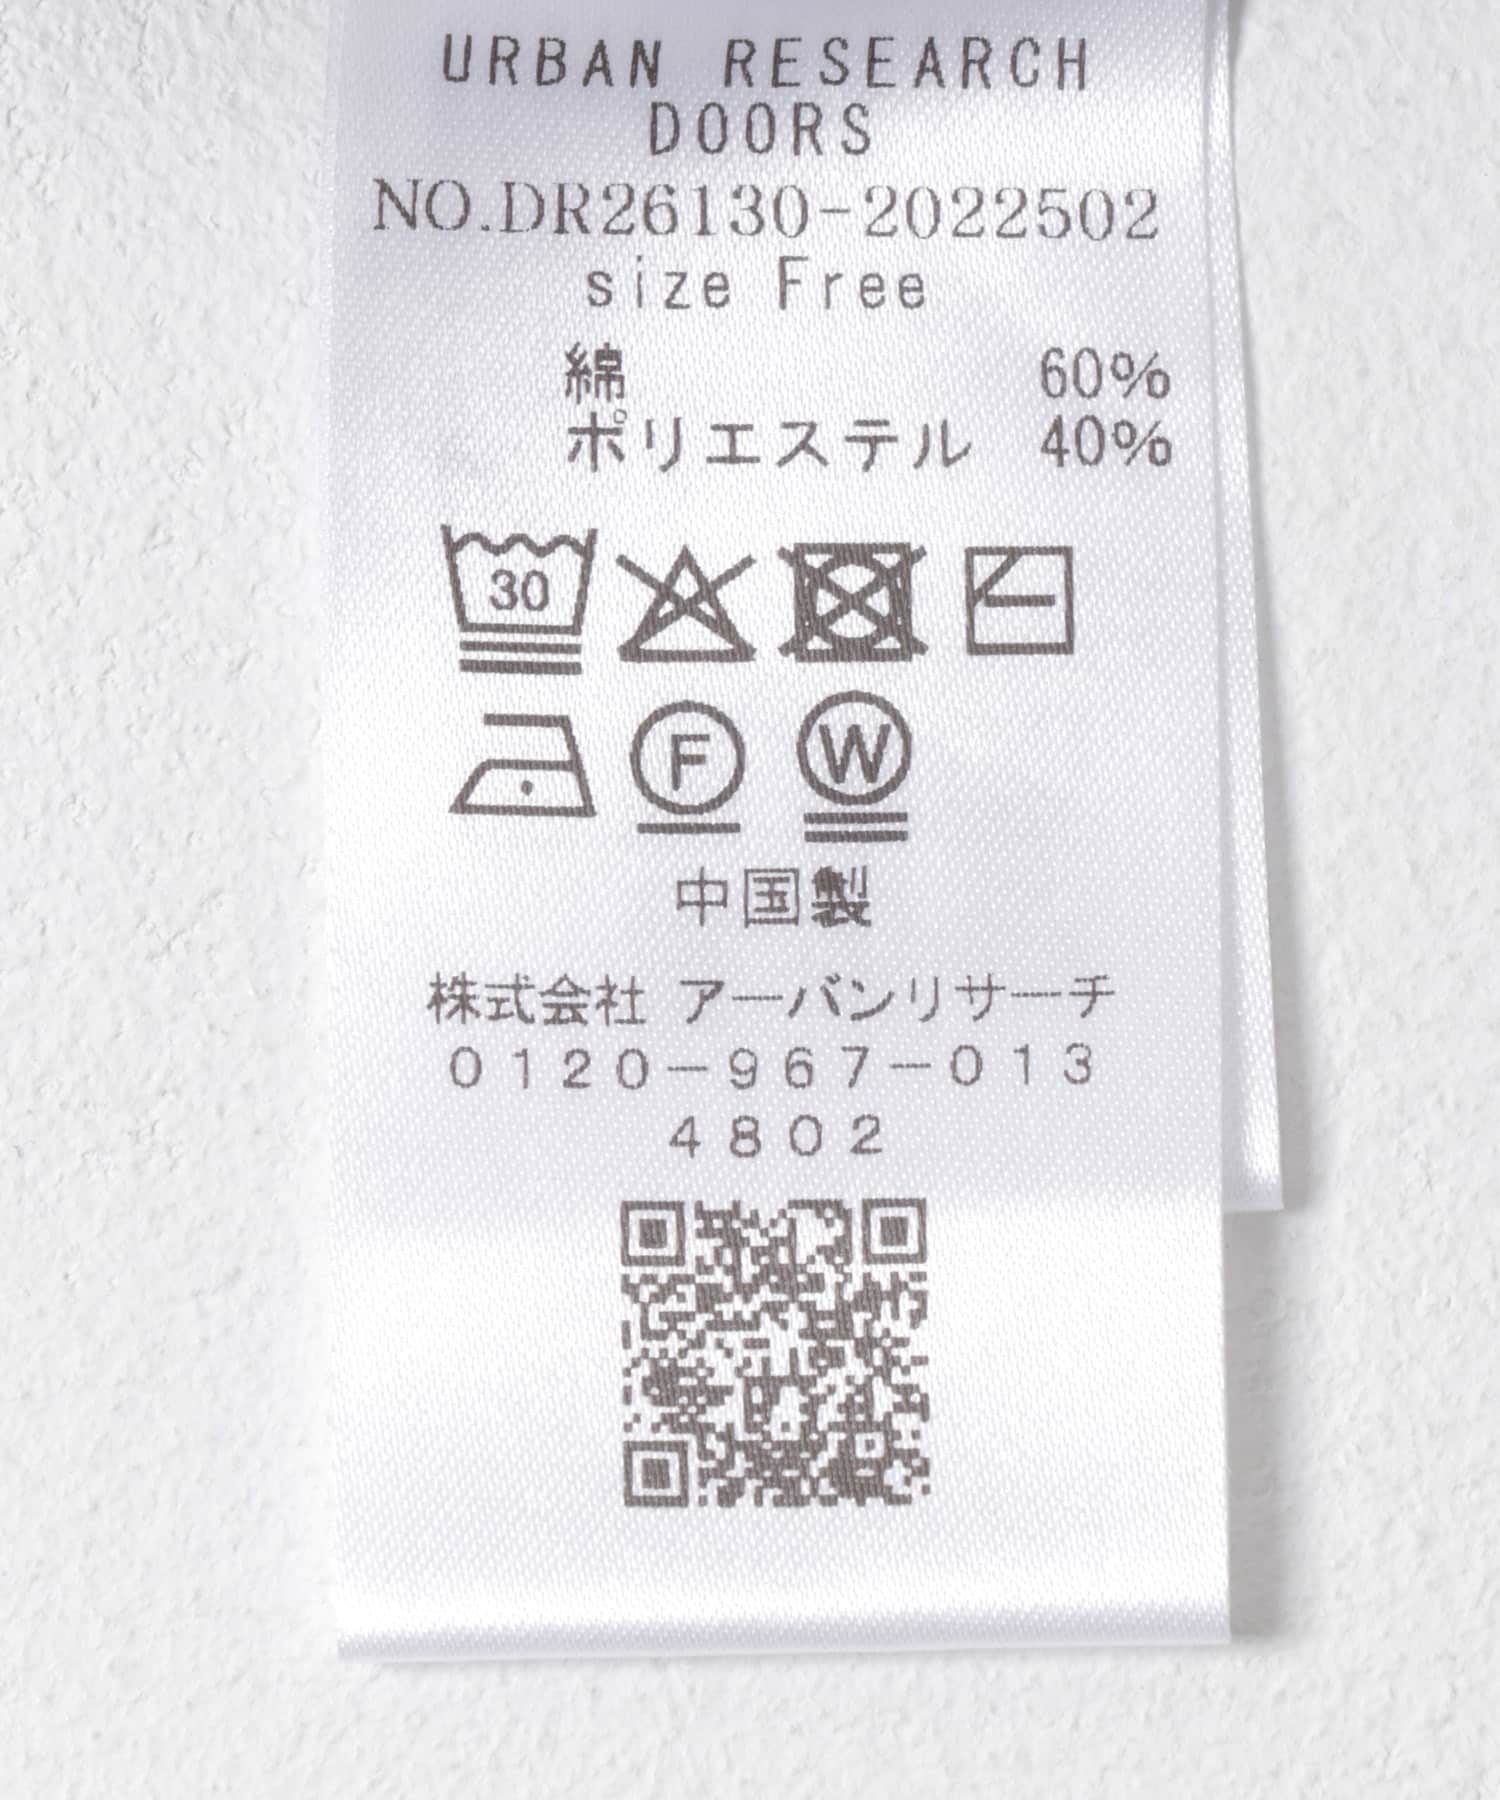 URBAN RESEARCH
DOORS
NO.DR26130-2022502
size Free
綿 60%
ポリエステル 40%
30
F W
中国製
株式会社 アーバンリサーチ
0120-967-013
4802